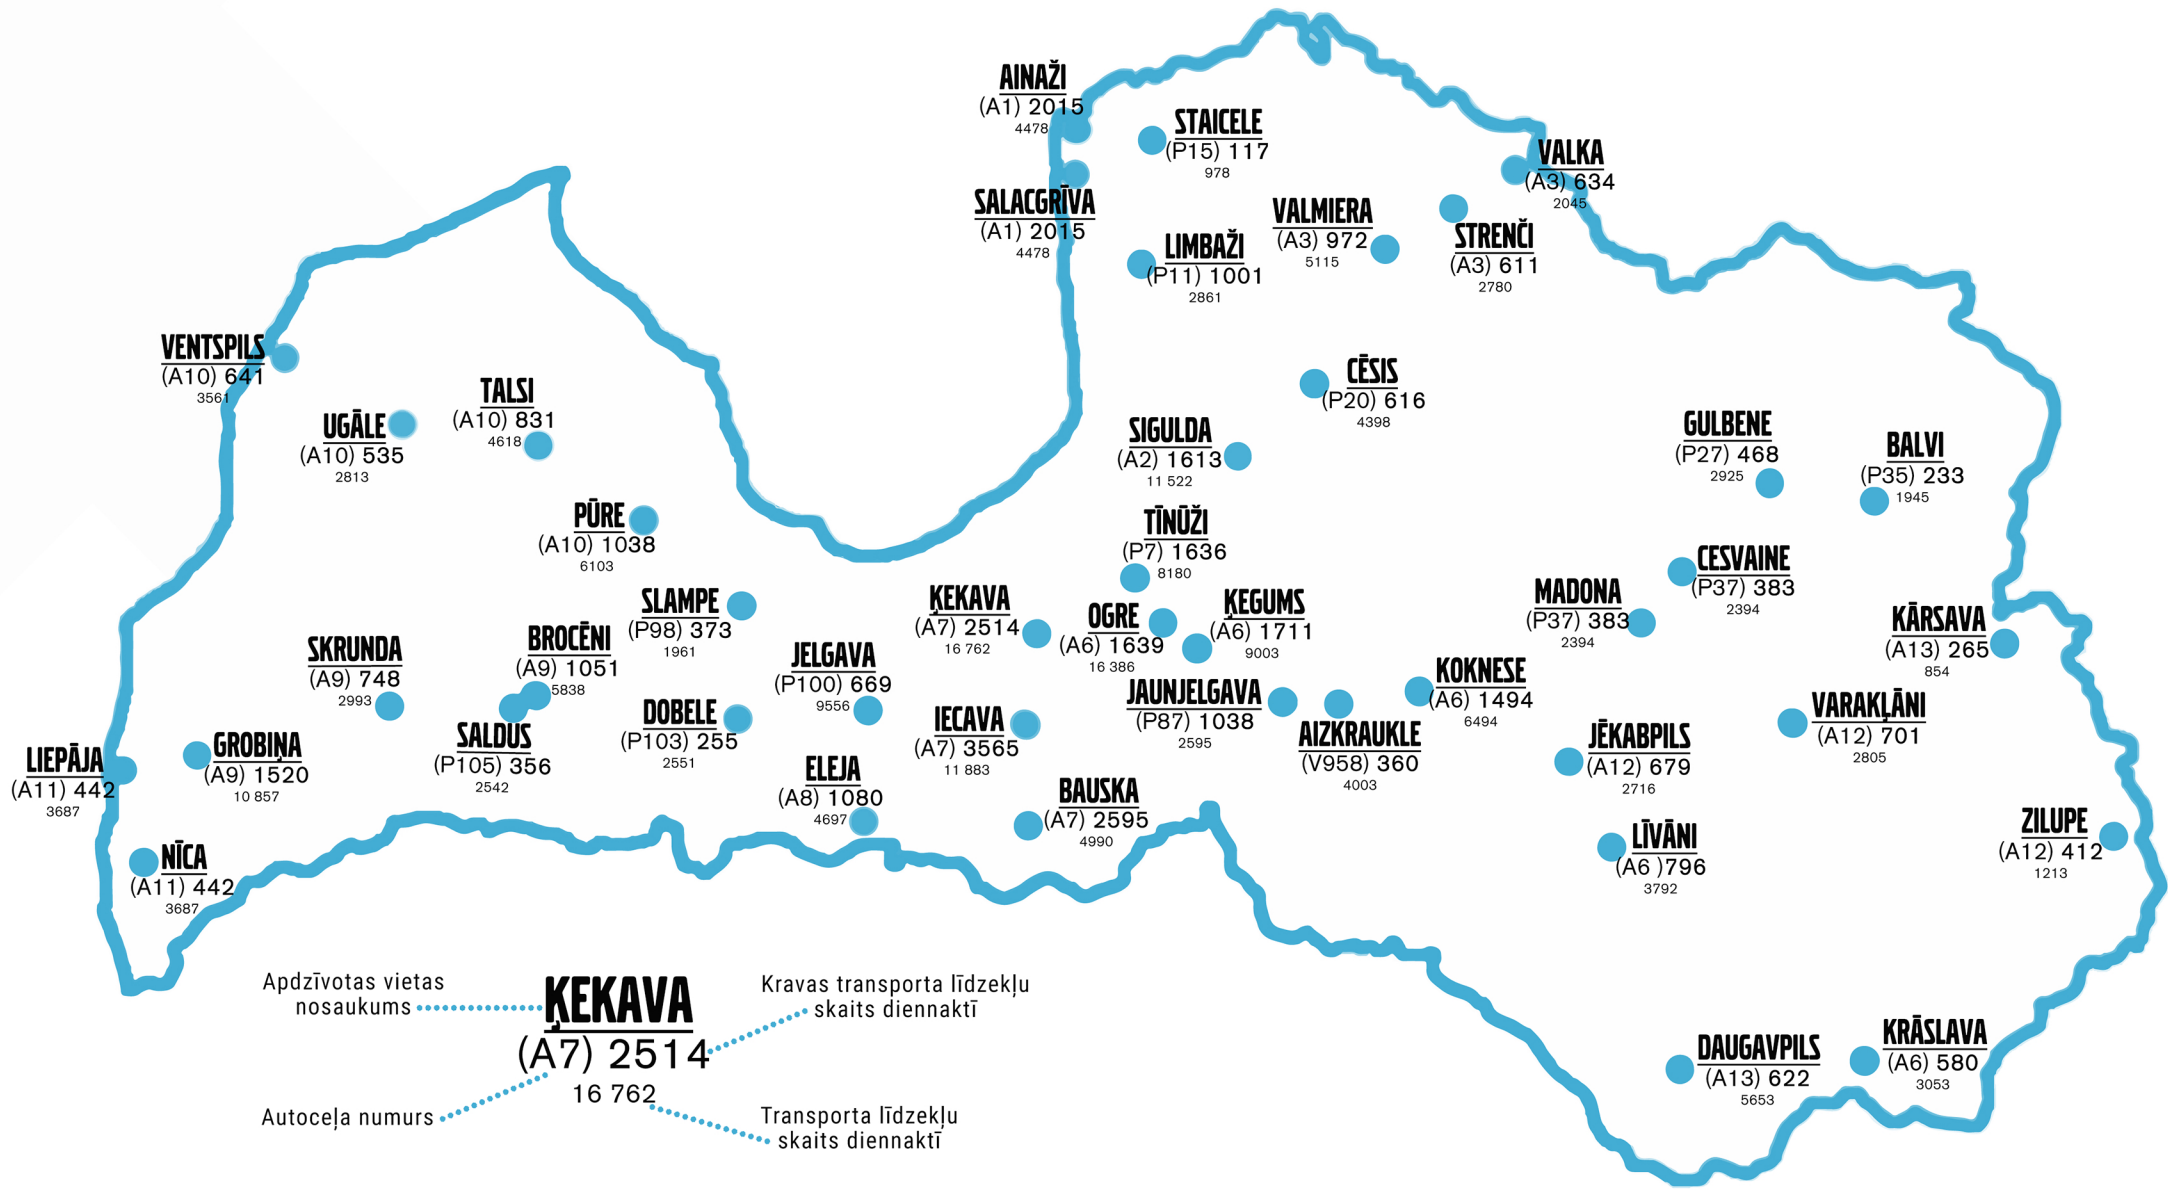 AINAŽI
(A1) 2015
4478
STAICELE
(P15) 117
978
VALKA
(A3) 634
2045
SALACGRĪVA
(A1) 2015
4478
VALMIERA
(A3) 972
5115
STRENČI
(A3) 611
2780
LIMBAŽI
(P11) 1001
2861
VENTSPILS
(A10) 641
3561
TALSI
(A10) 831
4618
UGĀLE
(A10) 535
2813
CĒSIS
(P20) 616
4398
SIGULDA
(A2) 1613
11 522
GULBENE
(P27) 468
2925
BALVI
(P35) 233
1945
PŪRE
(A10) 1038
6103
TĪNŪŽI
(P7) 1636
8180
CESVAINE
(P37) 383
2394
MADONA
(P37) 383
2394
SLAMPE
(P98) 373
1961
ĶEKAVA
(A7) 2514
16 762
OGRE
(A6) 1639
16 386
ĶEGUMS
(A6) 1711
9003
KĀRSAVA
(A13) 265
854
SKRUNDA
(A9) 748
2993
BROCĒNI
(A9) 1051
5838
JELGAVA
(P100) 669
9556
JAUNJELGAVA
(P87) 1038
2595
KOKNESE
(A6) 1494
6494
DOBELE
(P103) 255
2551
IECAVA
(A7) 3565
11 883
AIZKRAUKLE
(V958) 360
4003
JĒKABPILS
(A12) 679
2716
VARAKĻĀNI
(A12) 701
2805
LIEPĀJA
(A11) 442
3687
GROBIŅA
(A9) 1520
10 857
SALDUS
(P105) 356
2542
ELEJA
(A8) 1080
4697
BAUSKA
(A7) 2595
4990
LĪVĀNI
(A6 )796
3792
ZILUPE
(A12) 412
1213
NĪCA
(A11) 442
3687
DAUGAVPILS
(A13) 622
5653
KRĀSLAVA
(A6) 580
3053
Apdzīvotas vietas
nosaukums
ĶEKAVA
(A7) 2514
16 762
Kravas transporta līdzekļu
skaits diennaktī
Autoceļa numurs
Transporta līdzekļu
skaits diennaktī